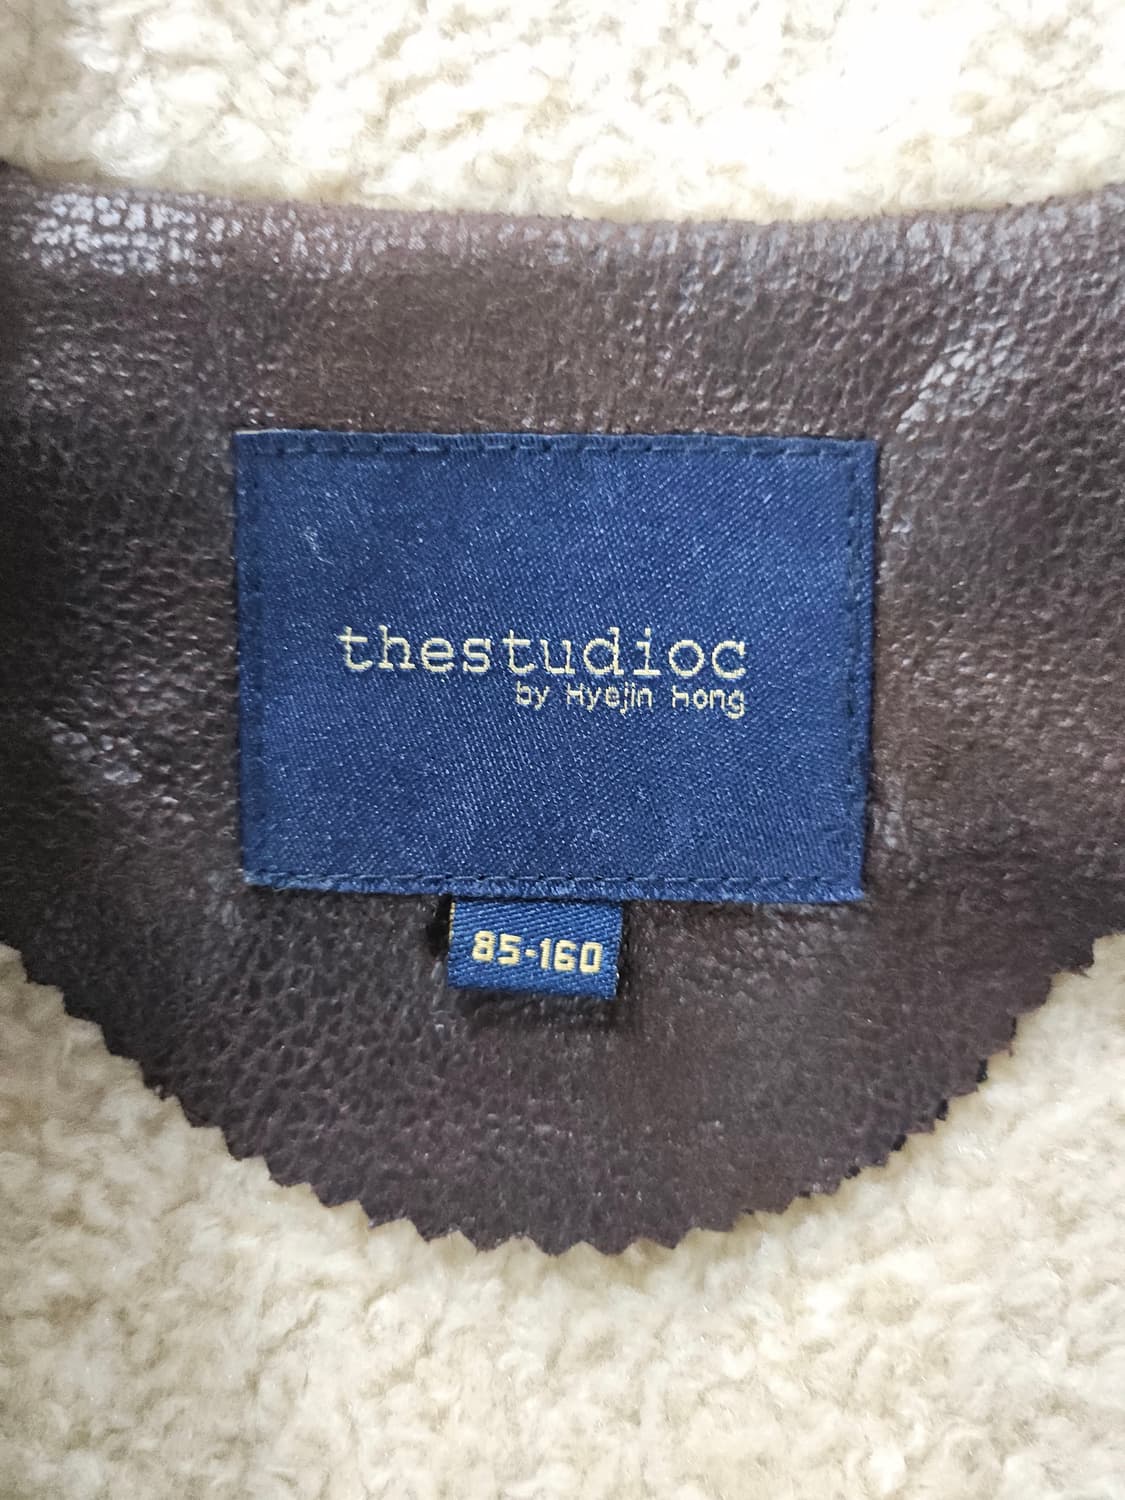 thestudioc
by Hyejin Hong
85-160